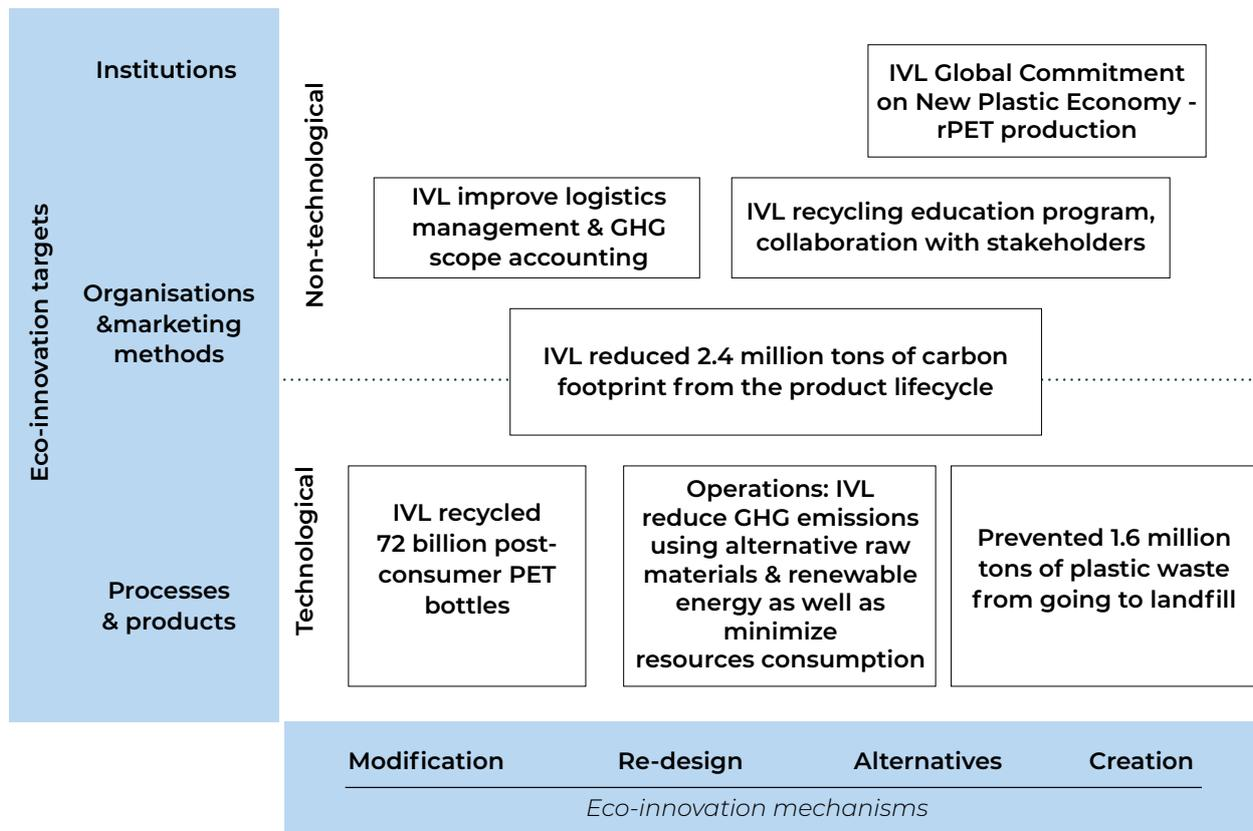 Eco-innovation targets
Institutions
Organisations
&marketing
methods
Processes
& products
Non-technological
Technological
IVL Global Commitment
on New Plastic Economy -
rPET production
IVL improve logistics
management & GHG
scope accounting
IVL recycling education program,
collaboration with stakeholders
IVL reduced 2.4 million tons of carbon
footprint from the product lifecycle
IVL recycled
72 billion post-
consumer PET
bottles
Operations: IVL
reduce GHG emissions
using alternative raw
materials & renewable
energy as well as
minimize
resources consumption
Prevented 1.6 million
tons of plastic waste
from going to landfill
Modification
Re-design
Alternatives
Creation
Eco-innovation mechanisms